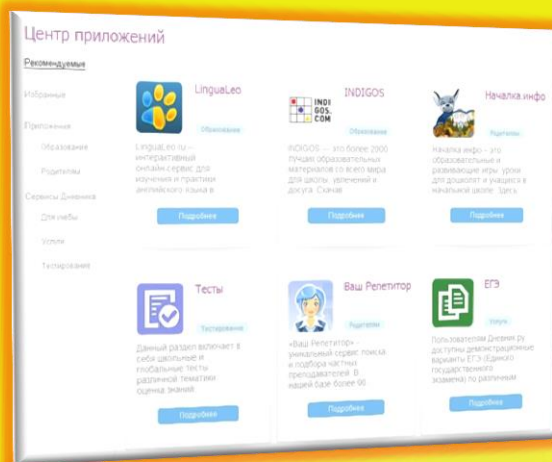 Центр приложений
Рекомендуемые
Избранные
Приложения
Образование
Родителям
Сервисы Дневника
Для учебы
Успехи
Тестирование
LinguaLeo
Образование
LinguaLeo.ru –
интерактивный
онлайн-сервис для
изучения и практики
английского языка в
Подробнее
INDI
GOS.
COM
INDIGOS
Образование
INDIGOS — это более 2000
лучших образовательных
материалов со всего мира
для школы, увлечений и
досуга. Скачав
Подробнее
Началка.инфо
Родителям
Началка.инфо – это
образовательные и
развивающие игры, уроки
для дошколят и учащихся в
начальной школе. Здесь
Подробнее
Тесты
Тестирование
Данный раздел включает в
себя школьные и
глобальные тесты
различной тематики
оценка знаний
Подробнее
Ваш Репетитор
Родителям
«Ваш Репетитор» -
уникальный сервис поиска
и подбора частных
преподавателей. В
нашей базе более 90
Подробнее
ЕГЭ
Успех
Пользователям Дневник.ру
доступны демонстрационные
варианты ЕГЭ (Единого
государственного
экзамена) по различным
Подробнее